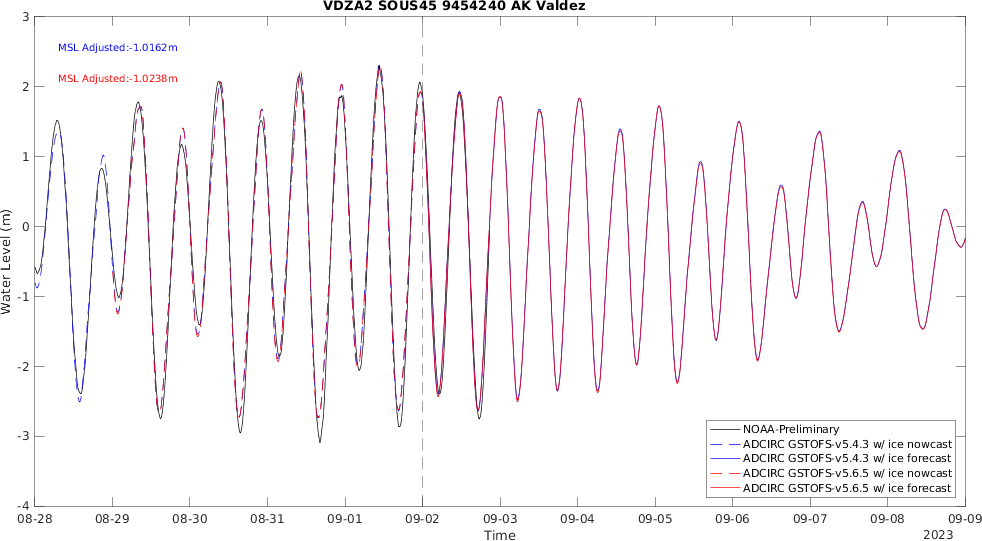 VDZA2 SOUS45 9454240 AK Valdez
3
MSL Adjusted:-1.0162m
MSL Adjusted:-1.0238m
2
1
0
-1
-2
-3
-4
Water Level (m)
NOAA-Preliminary
ADCIRC GSTOFS-v5.4.3 w/ ice nowcast
ADCIRC GSTOFS-v5.4.3 w/ ice forecast
ADCIRC GSTOFS-v5.6.5 w/ ice nowcast
ADCIRC GSTOFS-v5.6.5 w/ ice forecast
08-28 08-29 08-30 08-31 09-01 09-02 09-03 09-04 09-05 09-06 09-07 09-08 09-09
Time
2023